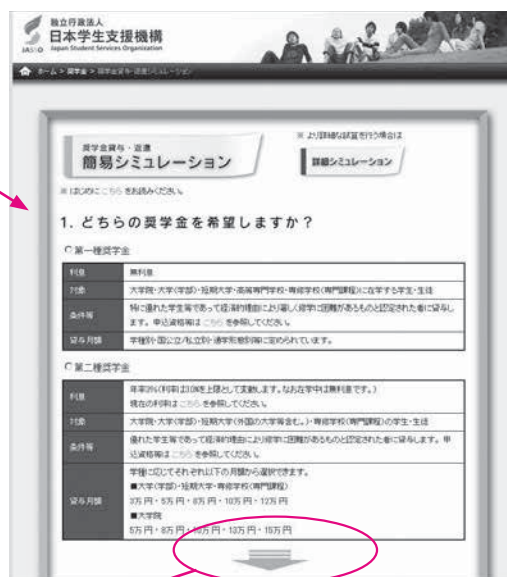 独立行政法人
日本学生支援機構
JASSO Japan Student Services Organization
ホーム > 奨学金 > 奨学金貸与・返還シミュレーション
奨学金貸与・返還
簡易シミュレーション
※ より詳細な試算を行う場合は
詳細シミュレーション
※ はじめにこちらをお読みください。
1. どちらの奨学金を希望しますか？
第一種奨学金
利息 無利息
対象 大学院・大学(学部)・短期大学・高等専門学校・専修学校(専門課程)に在学する学生・生徒
条件等 特に優れた学生等であって経済的理由により著しく修学に困難があるものと認定された者に貸与し
ます。申込資格等は こちら を参照してください。
貸与月額 学種別・国公立/私立別・通学形態別等に定められています。
第二種奨学金
利息 年率3%(利率は3.0%を上限として変動します。なお在学中は無利息です。)
現在の利率は こちら を参照してください。
対象 大学院・大学(学部)・短期大学(外国の大学等含む。)・専修学校(専門課程)の学生・生徒
条件等 優れた学生等であって経済的理由により修学に困難があるものと認定された者に貸与します。申
込資格等は こちら を参照してください。
貸与月額 学種に応じてそれぞれ以下の月額から選択できます。
■大学(学部)・短期大学・専修学校(専門課程)
3万円・5万円・8万円・10万円・12万円
■大学院
5万円・8万円・10万円・13万円・15万円